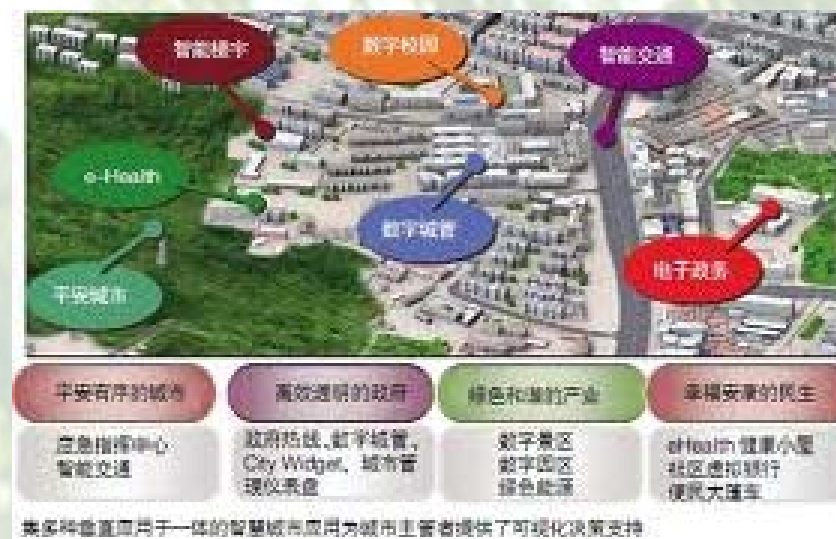 智能楼宇
数字校园
智能交通
e-Health
数字城管
平安城市
电子政务
平安有序的城市
高效透明的政府
绿色和谐的产业
幸福安康的民生
应急指挥中心
智能交通
政府热线、数字城管、
City Widget、城市管
理仪表盘
数字景区
数字园区
绿色能源
eHealth 健康小屋
社区虚拟银行
便民大篷车
集多种垂直应用于一体的智慧城市应用为城市主管者提供了可视化决策支持